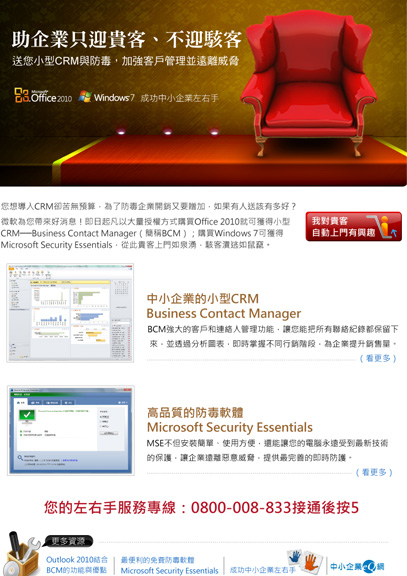 助企業只迎貴客、不迎駭客
送您小型CRM與防毒，加強客戶管理並遠離威脅
Microsoft Office 2010 Windows 7 成功中小企業左右手
您想導入CRM卻苦無預算，為了防毒企業開銷又要增加，如果有人送該有多好？
微軟為您帶來好消息！即日起凡以大量授權方式購買Office 2010就可獲得小型
CRM──Business Contact Manager（簡稱BCM）；購買Windows 7可獲得
Microsoft Security Essentials，從此貴客上門如泉湧，駭客潰逃如鼠竄。
我對貴客
自動上門有興趣
中小企業的小型CRM
Business Contact Manager
BCM強大的客戶和連絡人管理功能，讓您能把所有聯絡紀錄都保留下
來，並透過分析圖表，即時掌握不同行銷階段，為企業提升銷售量。
（看更多）
高品質的防毒軟體
Microsoft Security Essentials
MSE不但安裝簡單、使用方便，還能讓您的電腦永遠受到最新技術
的保護，讓企業遠離惡意威脅，提供最完善的即時防護。
（看更多）
您的左右手服務專線：0800-008-833接通後按5
更多資源
Outlook 2010結合
BCM的功能與優點
最便利的免費防毒軟體
Microsoft Security Essentials
成功中小企業左右手
中小企業eQ網